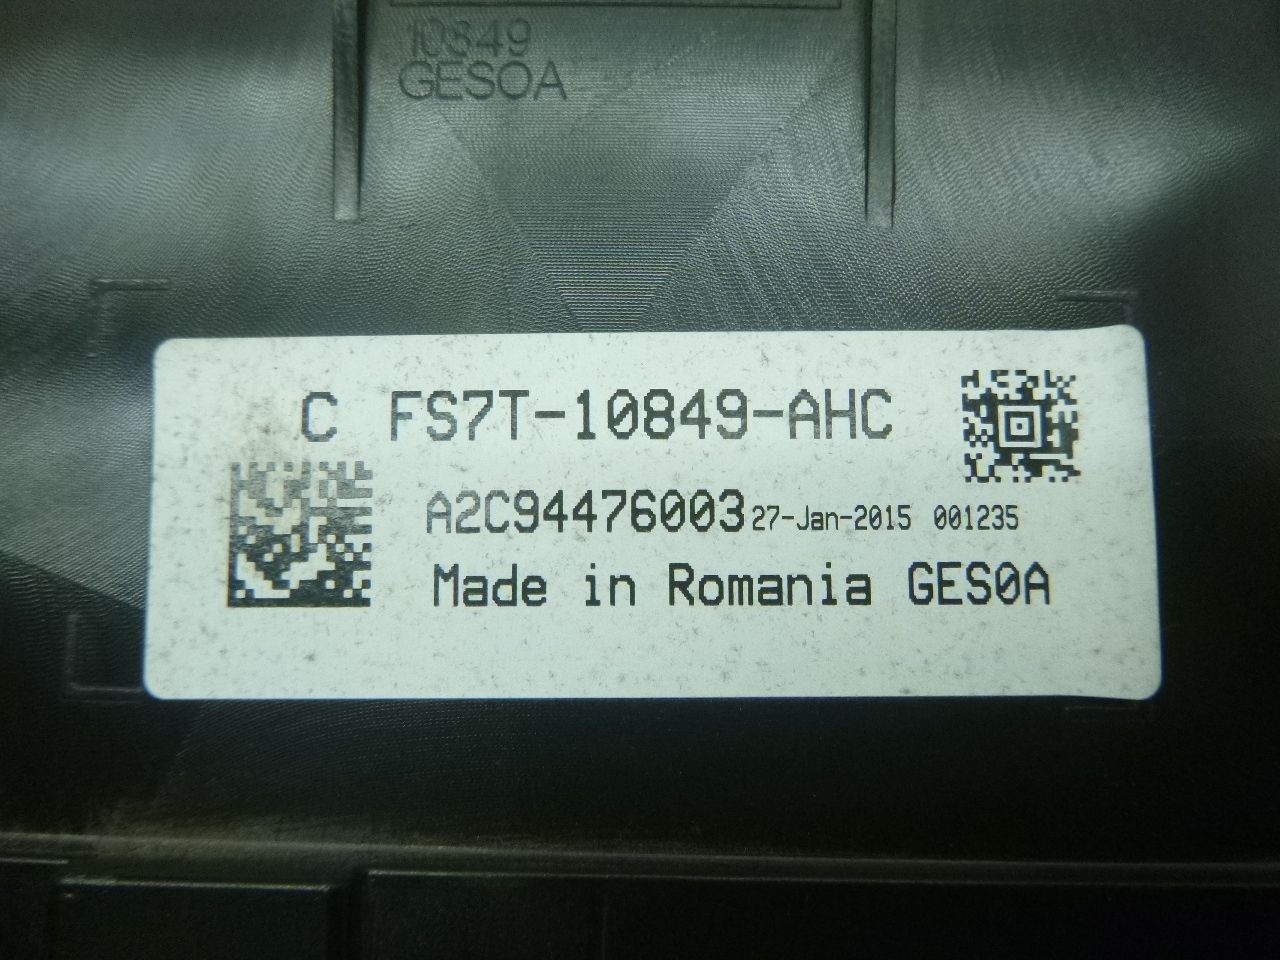 10849
GESOA
C FS7T-10849-AHC
A2C94476003 27-Jan-2015 001235
Made in Romania GES0A